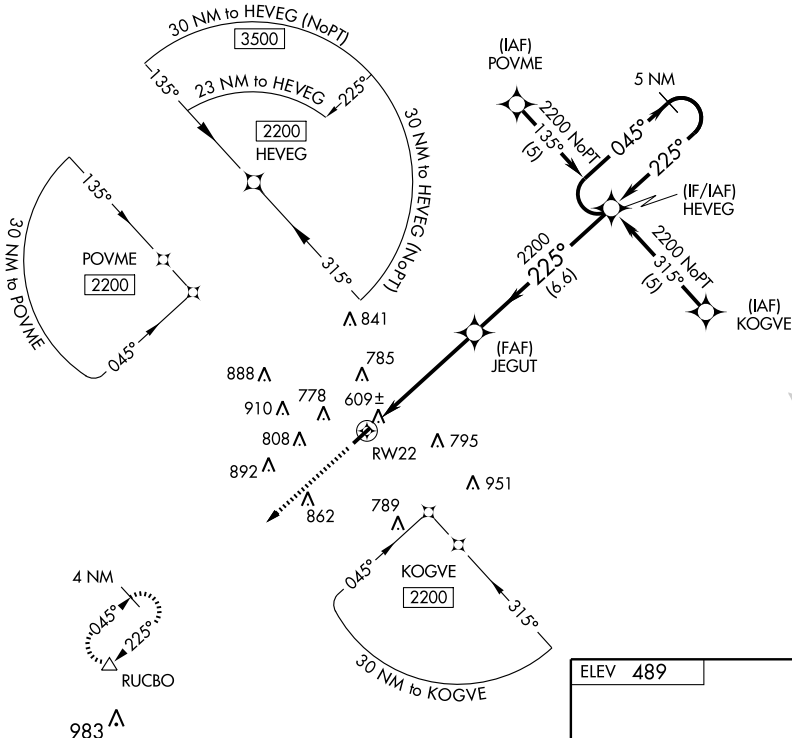 30 NM to HEVEG (NoPT)
3500
135°
23 NM to HEVEG
225°
2200
HEVEG
30 NM to HEVEG (NoPT)
315°
(IAF)
POVME
5 NM
2200 NoPT
135°
(5)
045°
225°
(IF/IAF)
HEVEG
2200 NoPT
315°
(5)
(IAF)
KOGVE
2200
225°
(6.6)
(FAF)
JEGUT
135°
POVME
2200
30 NM to POVME
045°
841
785
888
778
609±
910
808
795
RW22
892
951
862
789
045°
KOGVE
2200
315°
30 NM to KOGVE
4 NM
045°
225°
RUCBO
983
ELEV 489